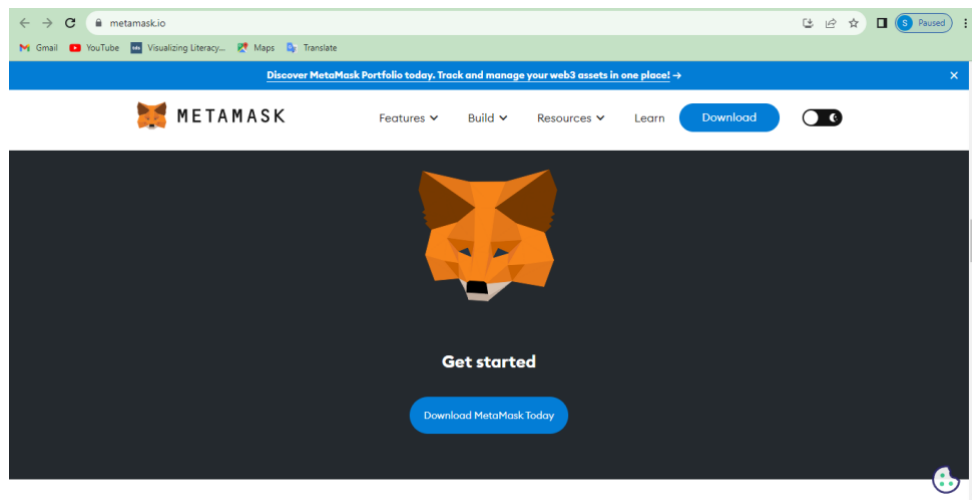 metamask.io
S Paused
Gmail YouTube Visualizing Literacy... Maps Translate
Discover MetaMask Portfolio today. Track and manage your web3 assets in one place! →
METAMASK Features Build Resources Learn Download
Get started
Download MetaMask Today